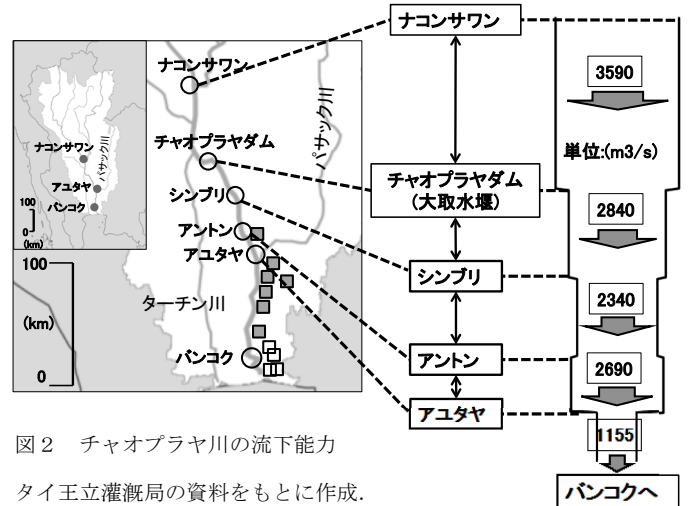 ナコンサワン
パサック川
アユタヤ
バンコク
100
0
(km)
ナコンサワン
チャオプラヤダム
シンブリ
アントン
アユタヤ
バンコク
パサック川
ターチン川
100
(km)
0
ナコンサワン
チャオプラヤダム
(大取水堰)
シンブリ
アントン
アユタヤ
3590
単位:(m3/s)
2840
2340
2690
1155
バンコクへ
図2 チャオプラヤ川の流下能力
タイ王立灌漑局の資料をもとに作成.